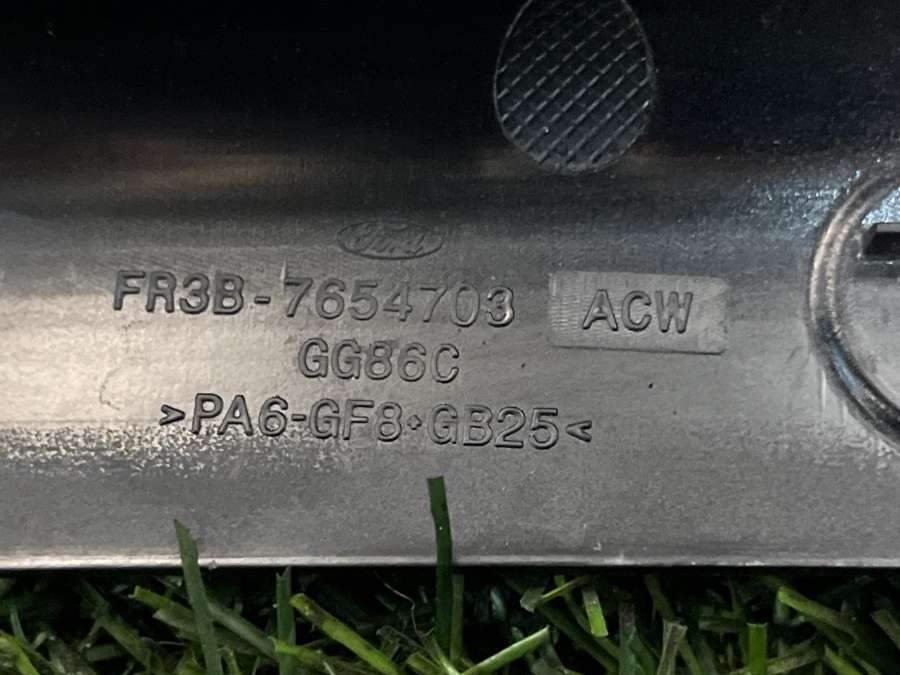 Ford
FR3B-7654703 ACW
GG86C
>PA6-GF8+GB25<